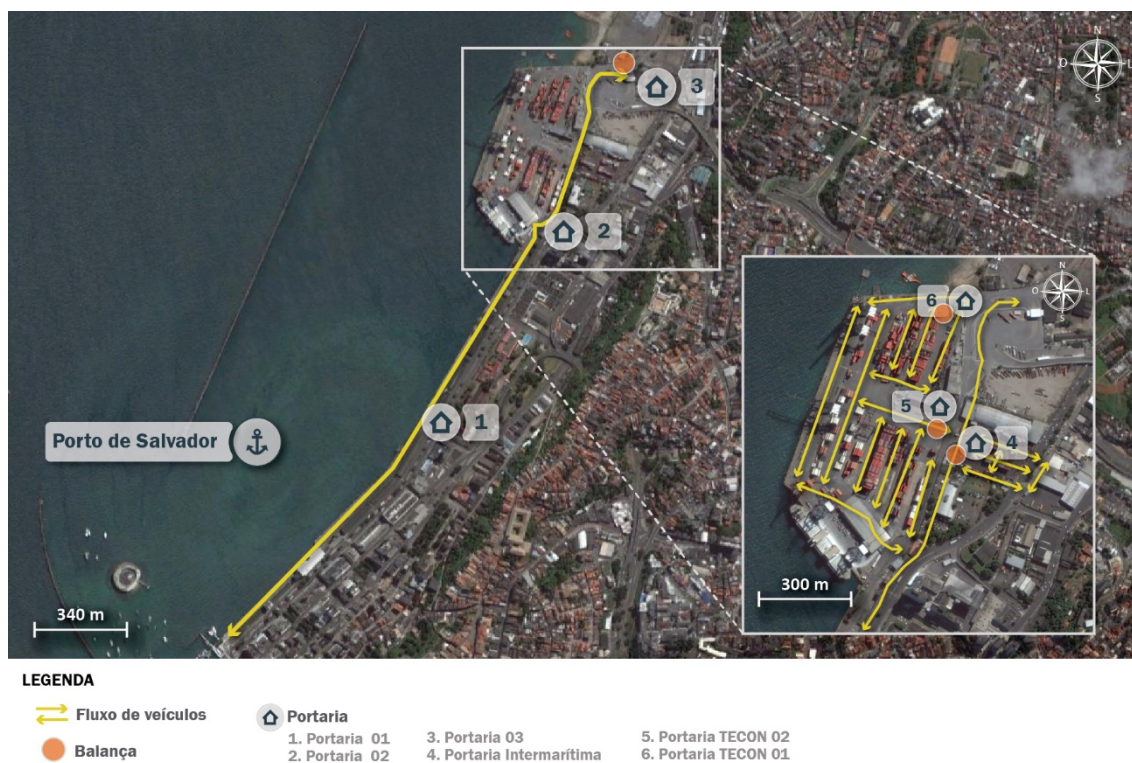 N
O
L
S
3
2
1
Porto de Salvador
340 m
N
O
L
S
6
5
4
300 m
LEGENDA
Fluxo de veículos
Balança
Portaria
1. Portaria 01
2. Portaria 02
3. Portaria 03
4. Portaria Intermarítima
5. Portaria TECON 02
6. Portaria TECON 01